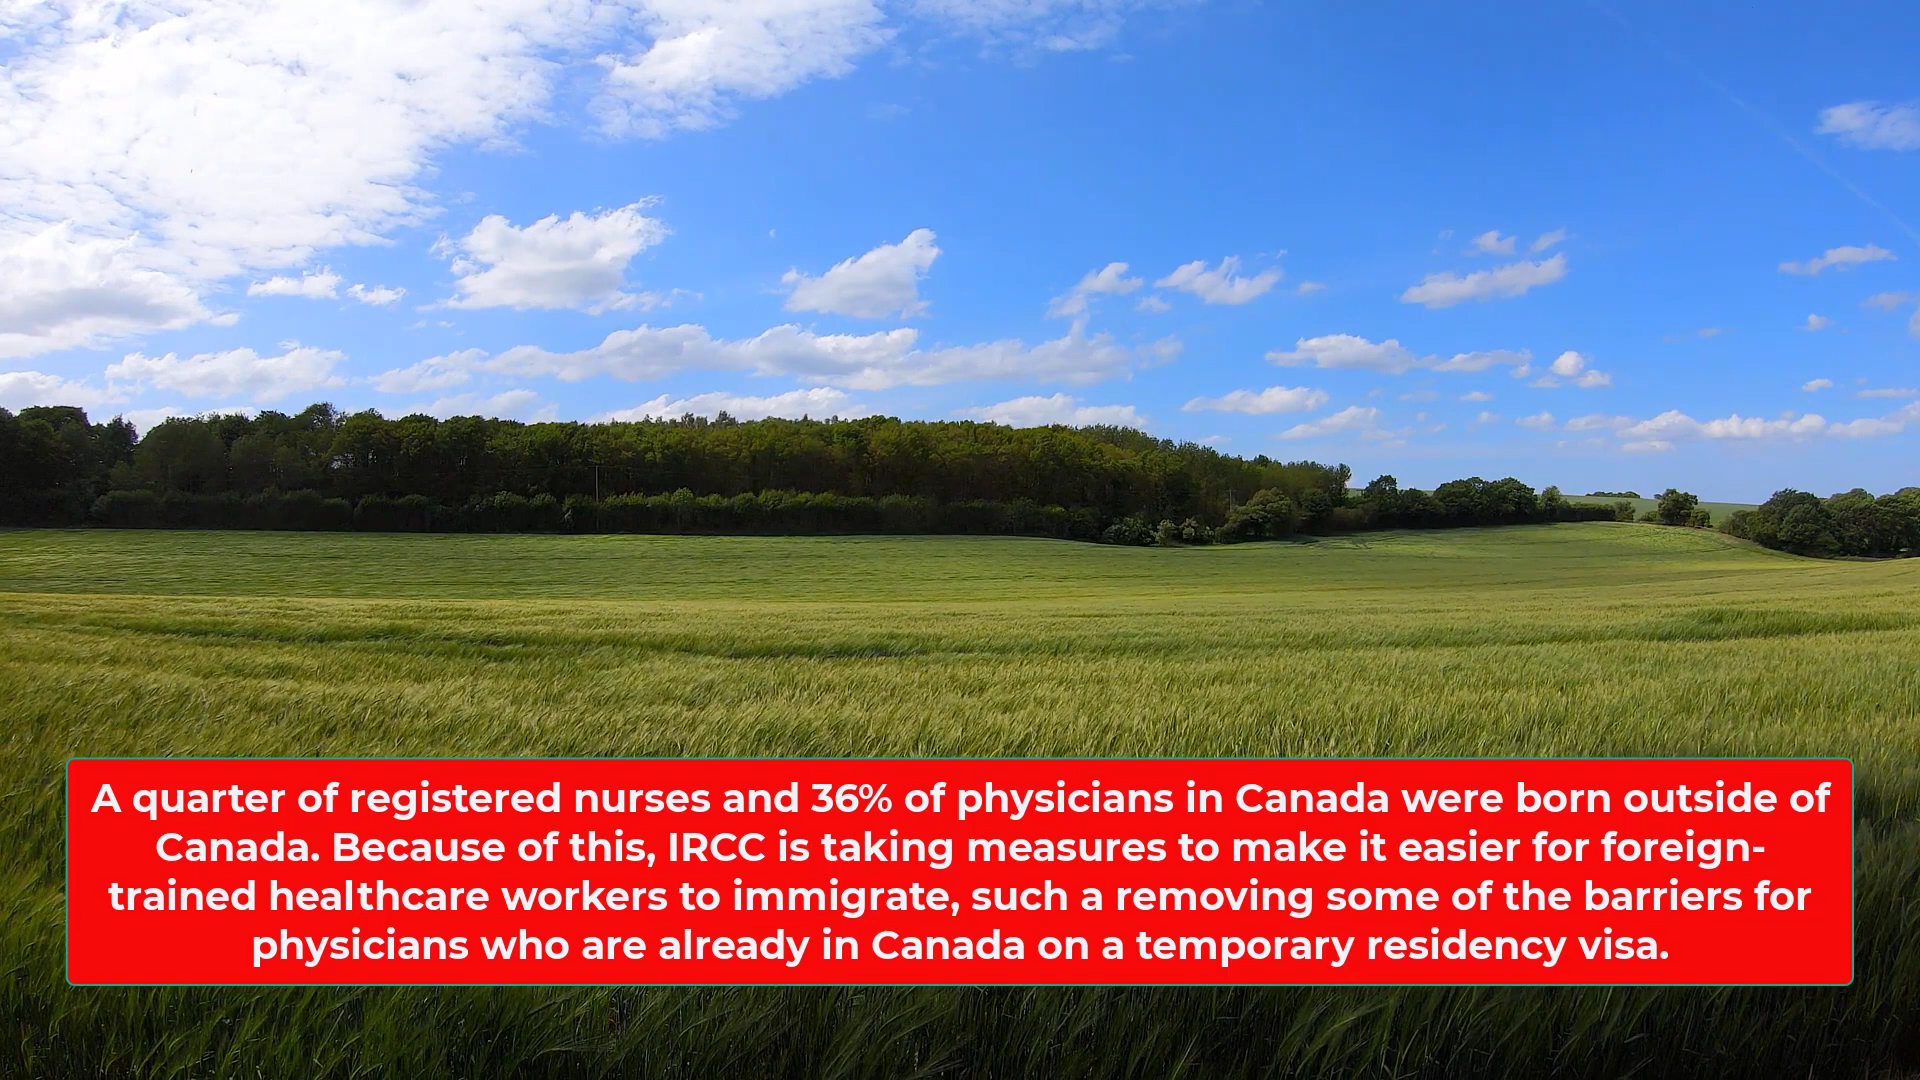 A quarter of registered nurses and 36% of physicians in Canada were born outside of
Canada. Because of this, IRCC is taking measures to make it easier for foreign-
trained healthcare workers to immigrate, such a removing some of the barriers for
physicians who are already in Canada on a temporary residency visa.